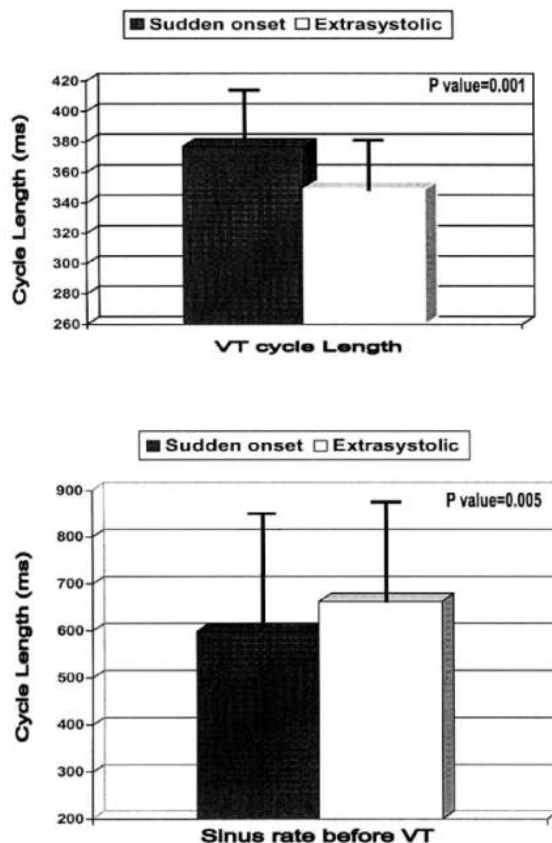 Sudden onset Extrasystolic
P value=0.001
420
400
380
360
340
320
300
280
260
Cycle Length (ms)
VT cycle Length
Sudden onset Extrasystolic
P value=0.005
900
800
700
600
500
400
300
200
Cycle Length (ms)
Sinus rate before VT